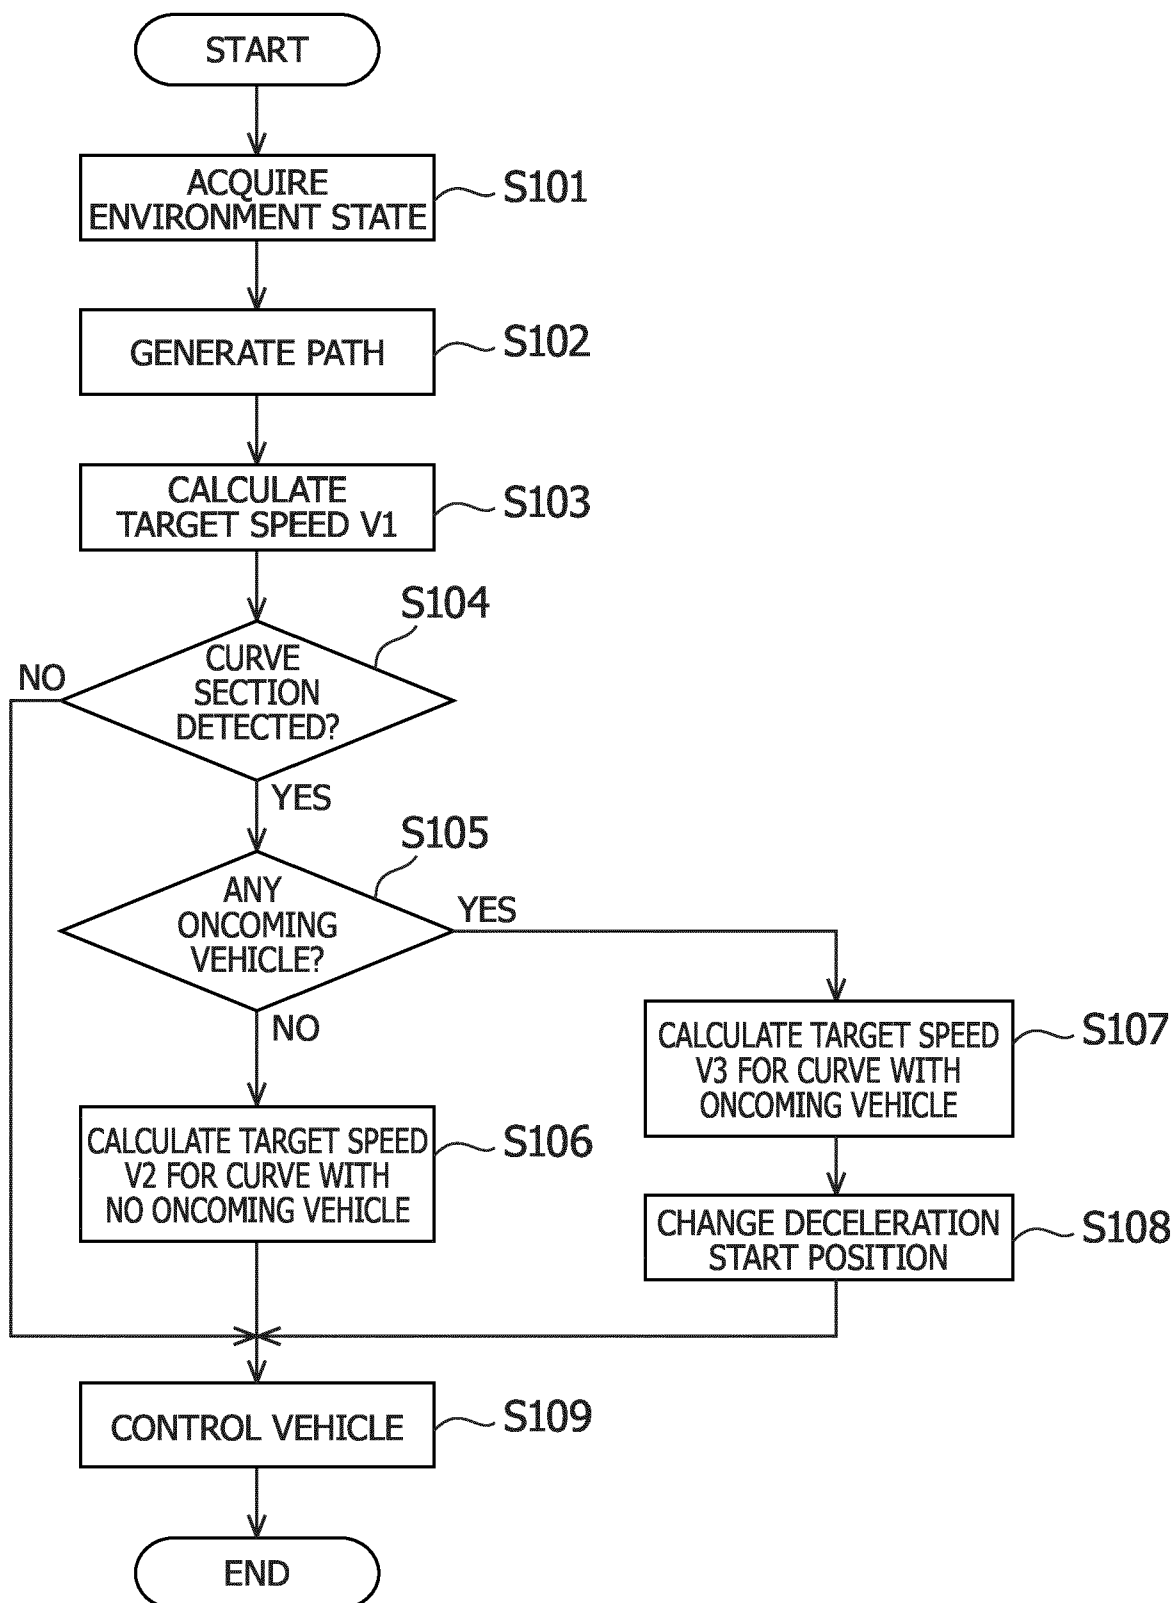 START
ACQUIRE
ENVIRONMENT STATE
S101
GENERATE PATH
S102
CALCULATE
TARGET SPEED V1
S103
S104
CURVE
SECTION
DETECTED?
NO
YES
S105
ANY
ONCOMING
VEHICLE?
YES
NO
CALCULATE TARGET SPEED
V3 FOR CURVE WITH
ONCOMING VEHICLE
S107
CALCULATE TARGET SPEED
V2 FOR CURVE WITH
NO ONCOMING VEHICLE
S106
CHANGE DECELERATION
START POSITION
S108
CONTROL VEHICLE
S109
END